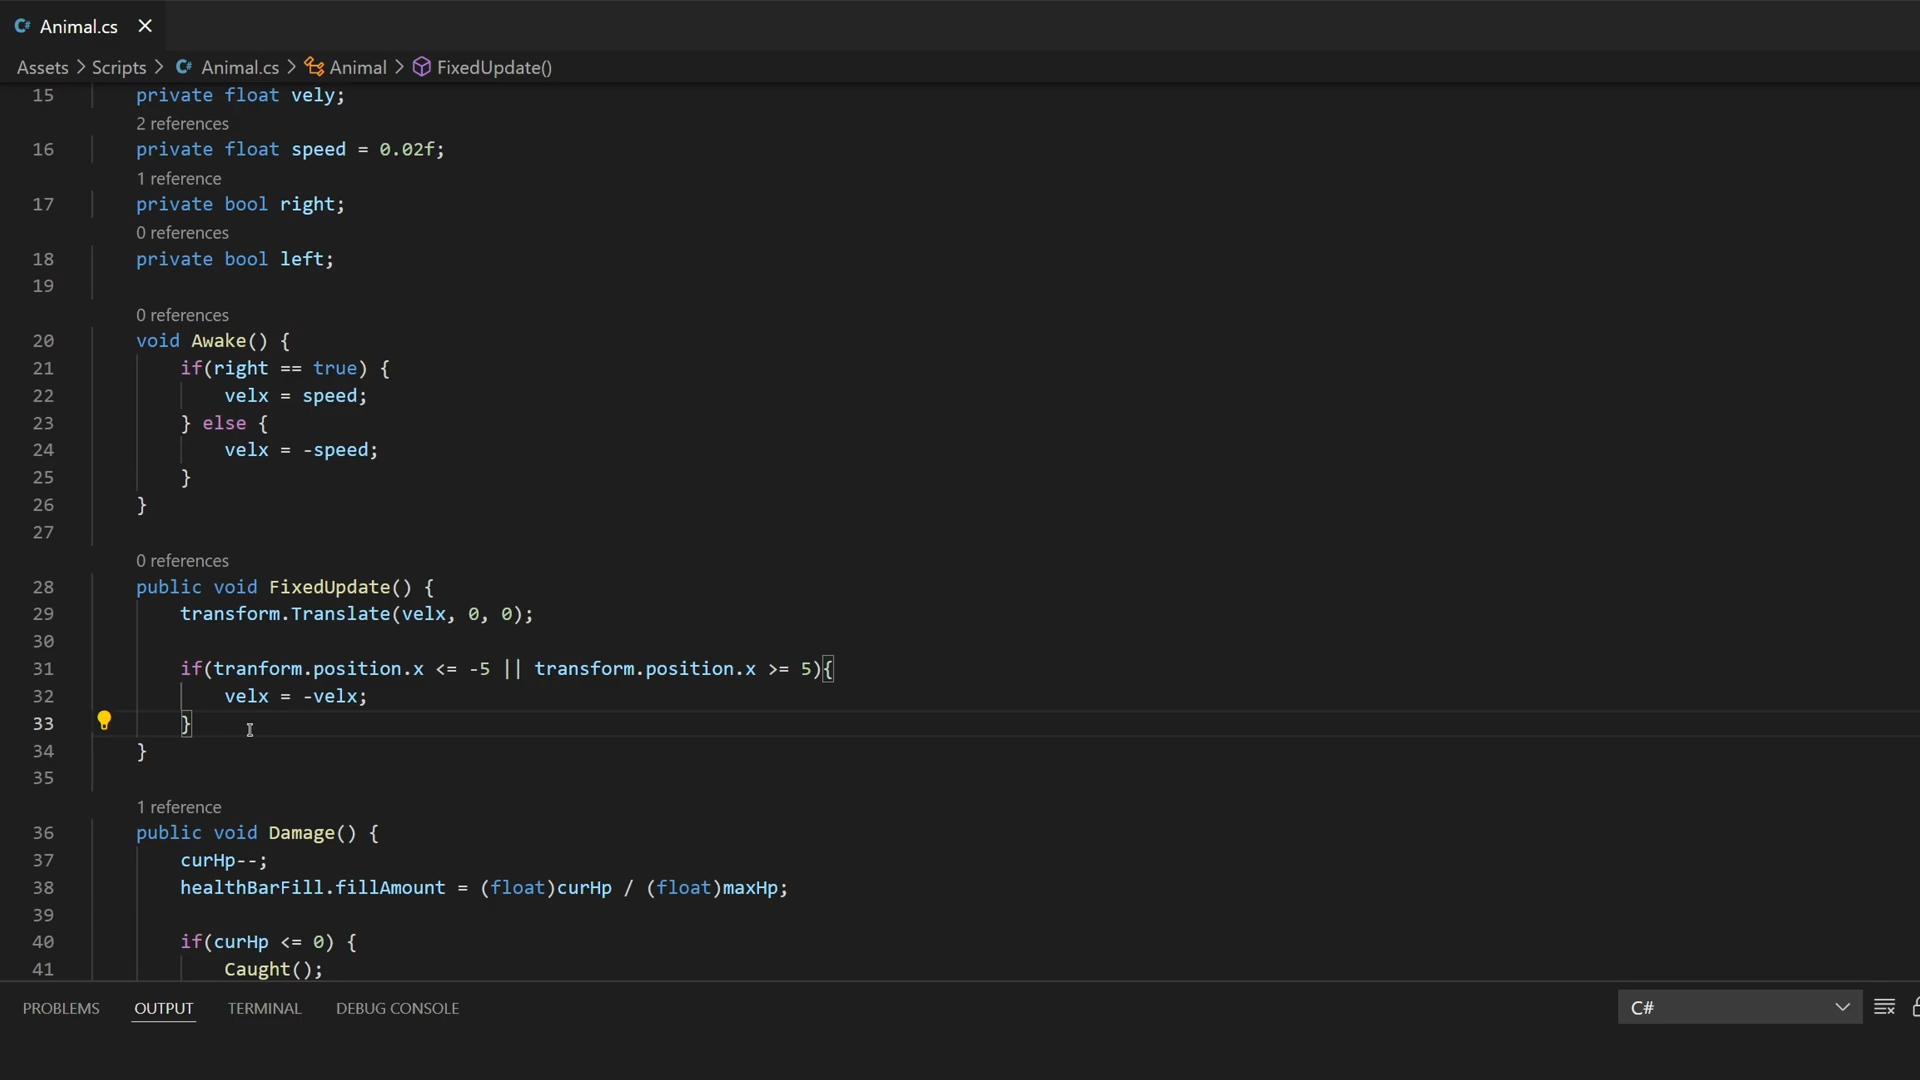 Animal.cs
Assets > Scripts > Animal.cs > Animal > FixedUpdate()
15 private float vely;
2 references
16 private float speed = 0.02f;
1 reference
17 private bool right;
0 references
18 private bool left;
19
0 references
20 void Awake() {
21 if(right == true) {
22 velx = speed;
23 } else {
24 velx = -speed;
25 }
26 }
27
0 references
28 public void FixedUpdate() {
29 transform.Translate(velx, 0, 0);
30
31 if(tranform.position.x <= -5 || transform.position.x >= 5){
32 velx = -velx;
33 }
34 }
35
1 reference
36 public void Damage() {
37 curHp--;
38 healthBarFill.fillAmount = (float)curHp / (float)maxHp;
39
40 if(curHp <= 0) {
41 Caught();
PROBLEMS OUTPUT TERMINAL DEBUG CONSOLE C#